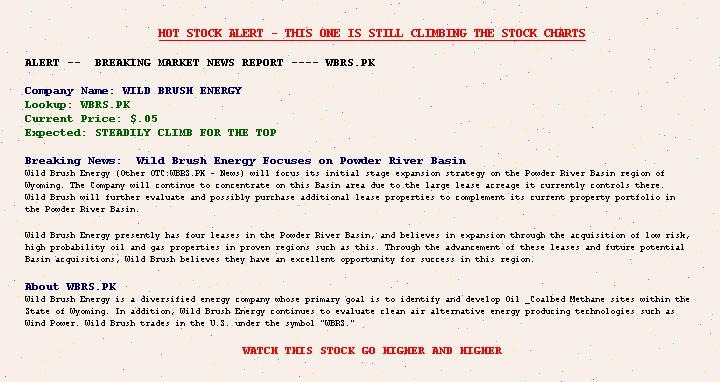 HOT STOCK ALERT - THIS ONE IS STILL CLIMBING THE STOCK CHARTS
ALERT -- BREAKING MARKET NEWS REPORT ---- WBRS.PK
Company Name: WILD BRUSH ENERGY
Lookup: WBRS.PK
Current Price: $.05
Expected: STEADILY CLIMB FOR THE TOP
Breaking News: Wild Brush Energy Focuses on Powder River Basin
Wild Brush Energy (Other OTC:WBRS.PK - News) will focus its initial stage expansion strategy on the Powder River Basin region of
Wyoming. The Company will continue to concentrate on this Basin area due to the large lease acreage it currently controls there.
Wild Brush will further evaluate and possibly purchase additional lease properties to complement its current property portfolio in
the Powder River Basin.
Wild Brush Energy presently has four leases in the Powder River Basin, and believes in expansion through the acquisition of low risk,
high probability oil and gas properties in proven regions such as this. Through the advancement of these leases and future potential
Basin acquisitions, Wild Brush believes they have an excellent opportunity for success in this region.
About WBRS.PK
Wild Brush Energy is a diversified energy company whose primary goal is to identify and develop Oil _Coalbed Methane sites within the
State of Wyoming. In addition, Wild Brush Energy continues to evaluate clean air alternative energy producing technologies such as
Wind Power. Wild Brush trades in the U.S. under the symbol "WBRS."
WATCH THIS STOCK GO HIGHER AND HIGHER